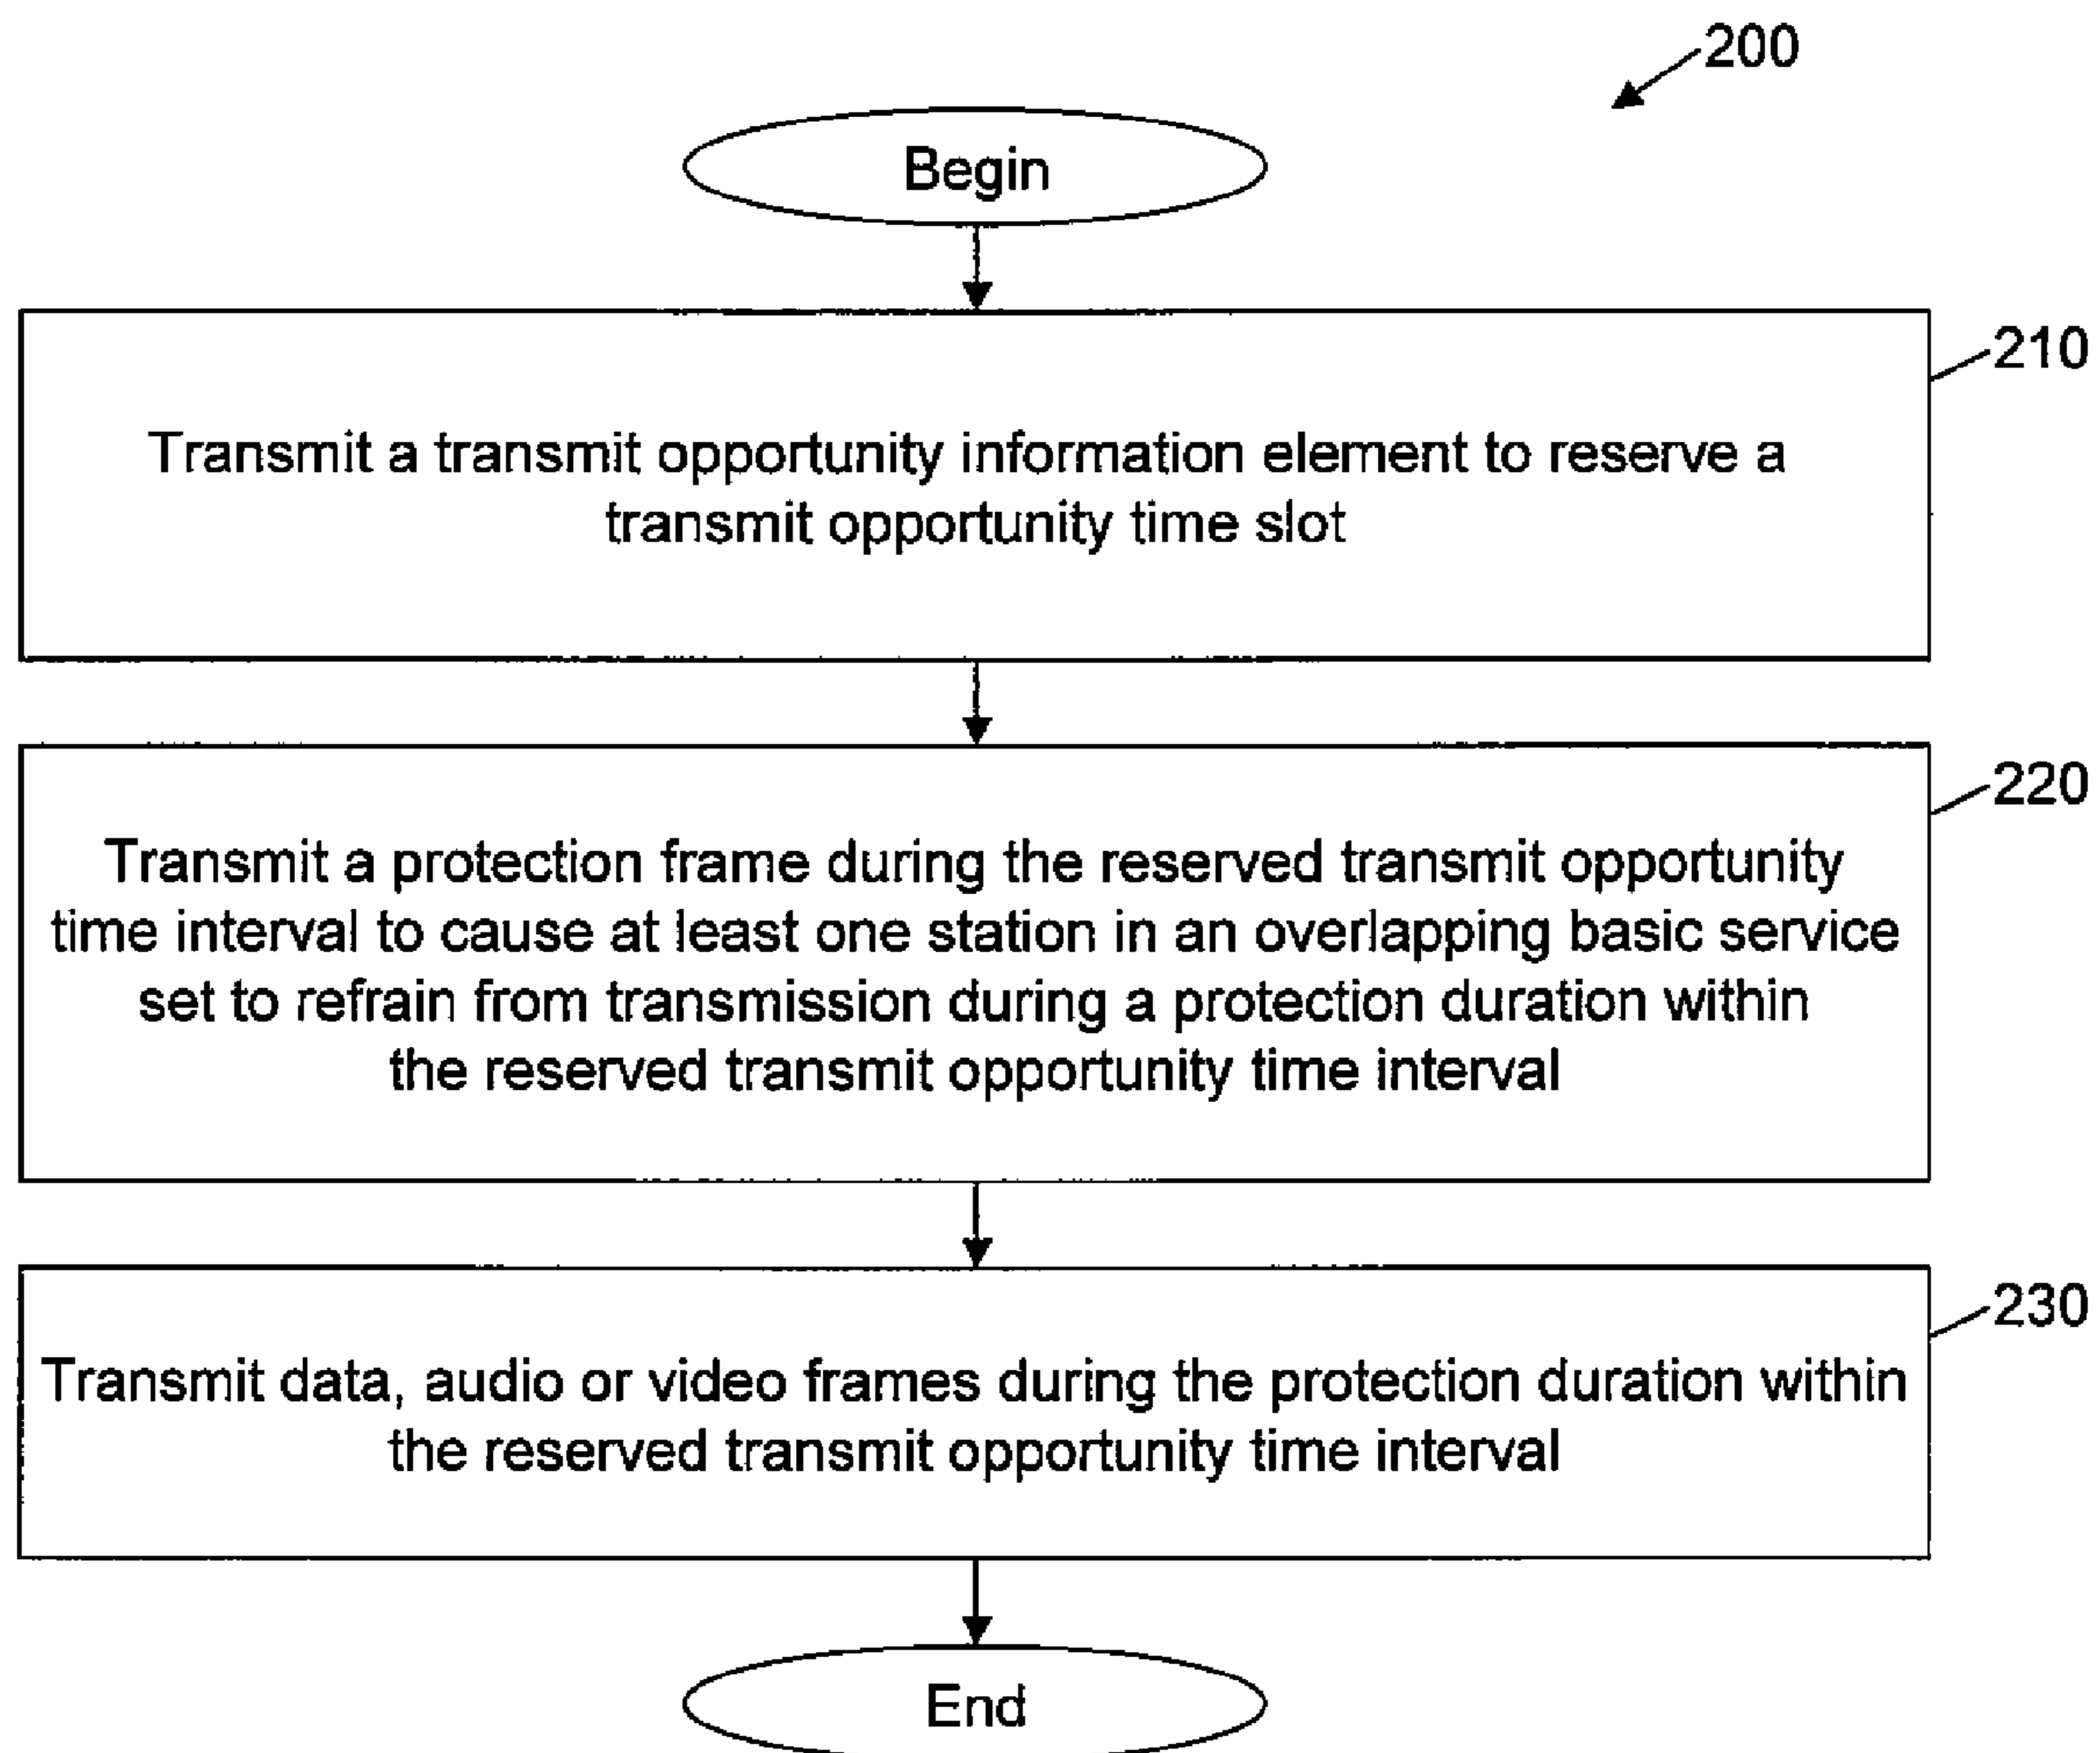 200
Begin
210
Transmit a transmit opportunity information element to reserve a
transmit opportunity time slot
220
Transmit a protection frame during the reserved transmit opportunity
time interval to cause at least one station in an overlapping basic service
set to refrain from transmission during a protection duration within
the reserved transmit opportunity time interval
230
Transmit data, audio or video frames during the protection duration within
the reserved transmit opportunity time interval
End